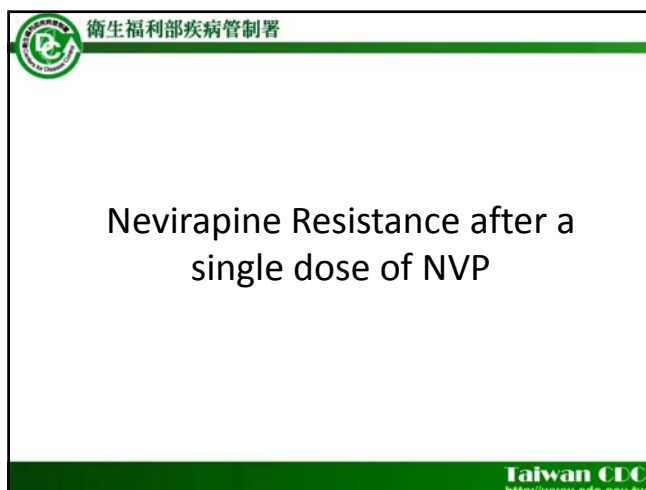 衛生福利部疾病管制署
Nevirapine Resistance after a
single dose of NVP
Taiwan CDC